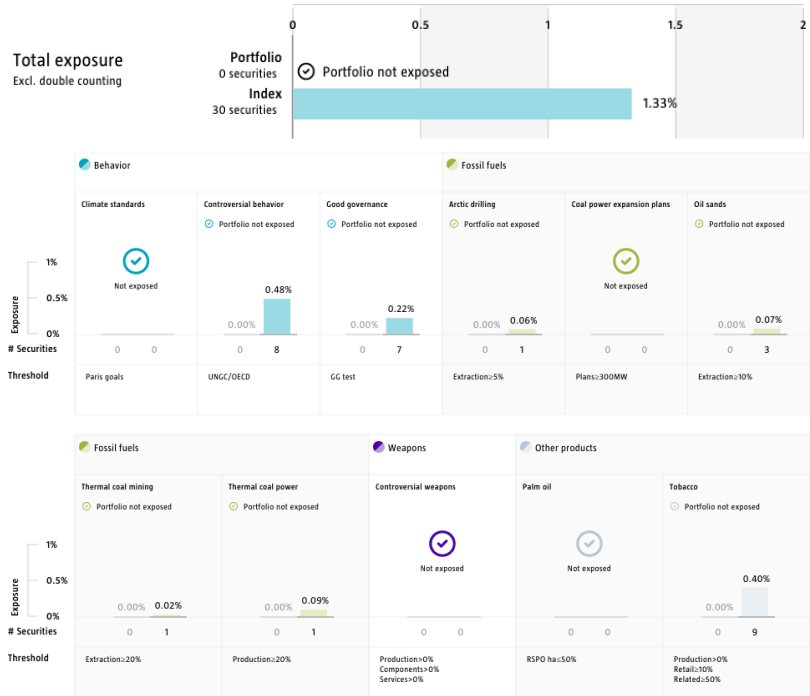 0 0.5 1 1.5 2
Total exposure
Excl. double counting
Portfolio
0 securities
Portfolio not exposed
Index
30 securities
1.33%
Behavior Fossil fuels
Climate standards Controversial behavior Good governance Arctic drilling Coal power expansion plans Oil sands
Portfolio not exposed Portfolio not exposed Portfolio not exposed Portfolio not exposed
Exposure
1%
0.5%
0%
Not exposed Not exposed
0.00% 0.48% 0.00% 0.22% 0.00% 0.06% 0.00% 0.07%
# Securities 0 0 0 8 0 7 0 1 0 0 0 3
Threshold Paris goals UNGC/OECD GG test Extraction≥5% Plans≥300MW Extraction≥10%
Fossil fuels Weapons Other products
Thermal coal mining Thermal coal power Controversial weapons Palm oil Tobacco
Portfolio not exposed Portfolio not exposed Portfolio not exposed
Exposure
1%
0.5%
0%
Not exposed Not exposed
0.00% 0.02% 0.00% 0.09% 0.00% 0.40%
# Securities 0 1 0 1 0 0 0 0 0 9
Threshold Extraction≥20% Production≥20% Production>0% RSPO ha≤50% Production>0%
Components>0% Retail≥10%
Services>0% Related≥50%